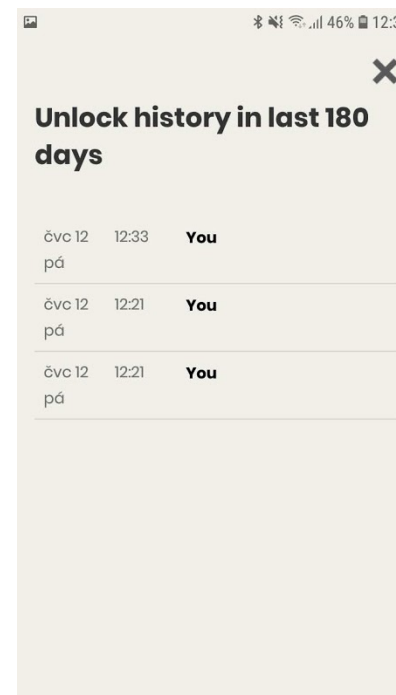 46% 12:3
Unlock history in last 180
days
čvc 12 12:33 You
pá
čvc 12 12:21 You
pá
čvc 12 12:21 You
pá